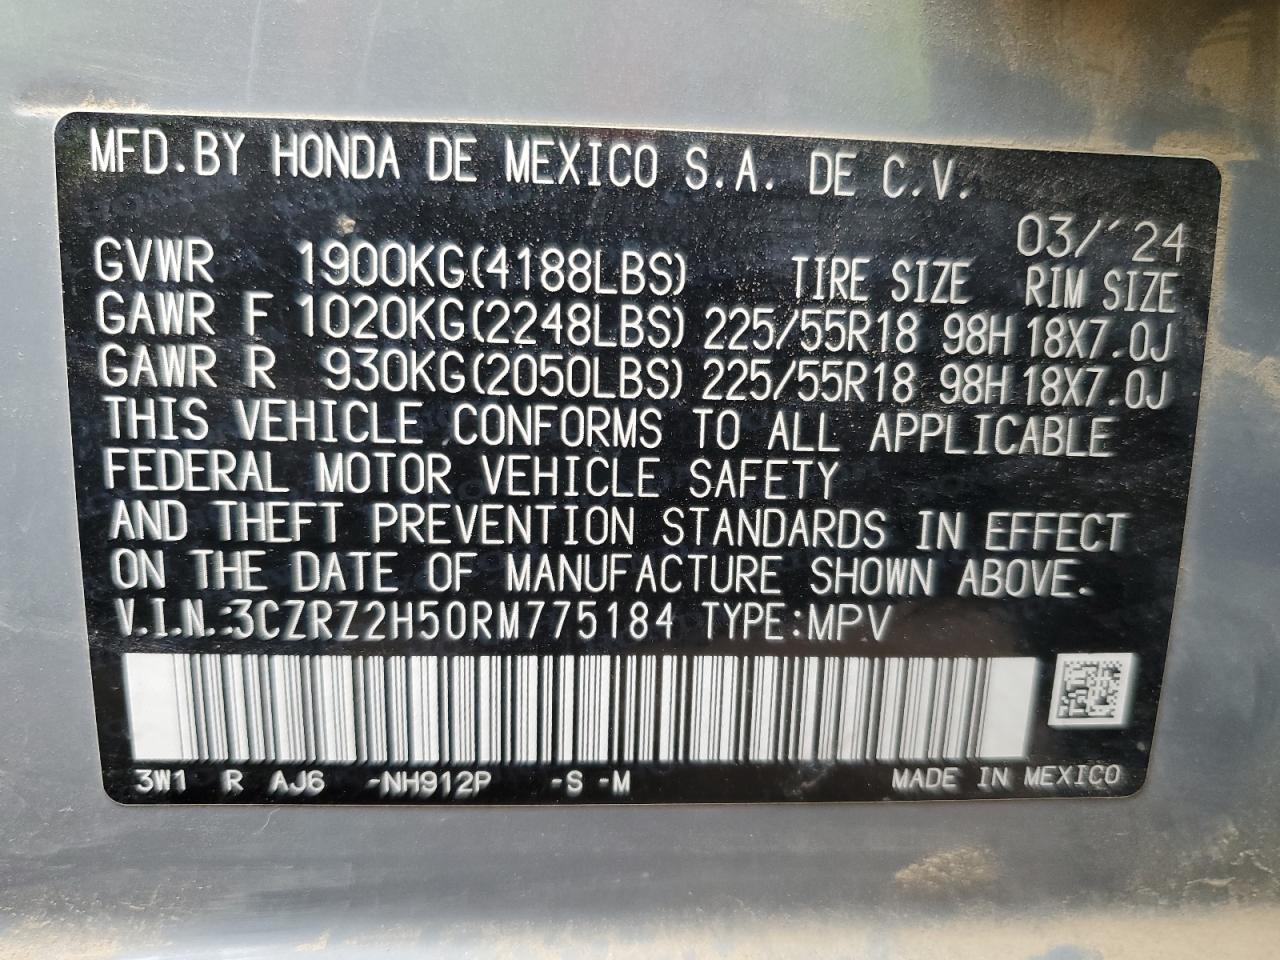 MFD.BY HONDA DE MEXICO S.A. DE C.V.
03/´24
GVWR 1900KG(4188LBS) TIRE SIZE RIM SIZE
GAWR F 1020KG(2248LBS) 225/55R18 98H 18X7.0J
GAWR R 930KG(2050LBS) 225/55R18 98H 18X7.0J
THIS VEHICLE CONFORMS TO ALL APPLICABLE
FEDERAL MOTOR VEHICLE SAFETY
AND THEFT PREVENTION STANDARDS IN EFFECT
ON THE DATE OF MANUFACTURE SHOWN ABOVE.
V.I.N.:3CZRZ2H50RM775184 TYPE:MPV
3W1 R AJ6 -NH912P -S -M MADE IN MEXICO